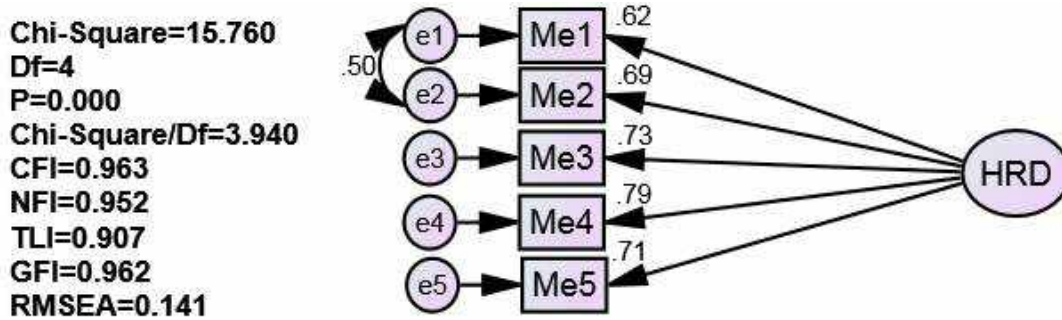 Chi-Square=15.760
Df=4
P=0.000
Chi-Square/Df=3.940
CFI=0.963
NFI=0.952
TLI=0.907
GFI=0.962
RMSEA=0.141
.50
e1
Me1
.62
e2
Me2
.69
e3
Me3
.73
e4
Me4
.79
e5
Me5
.71
HRD